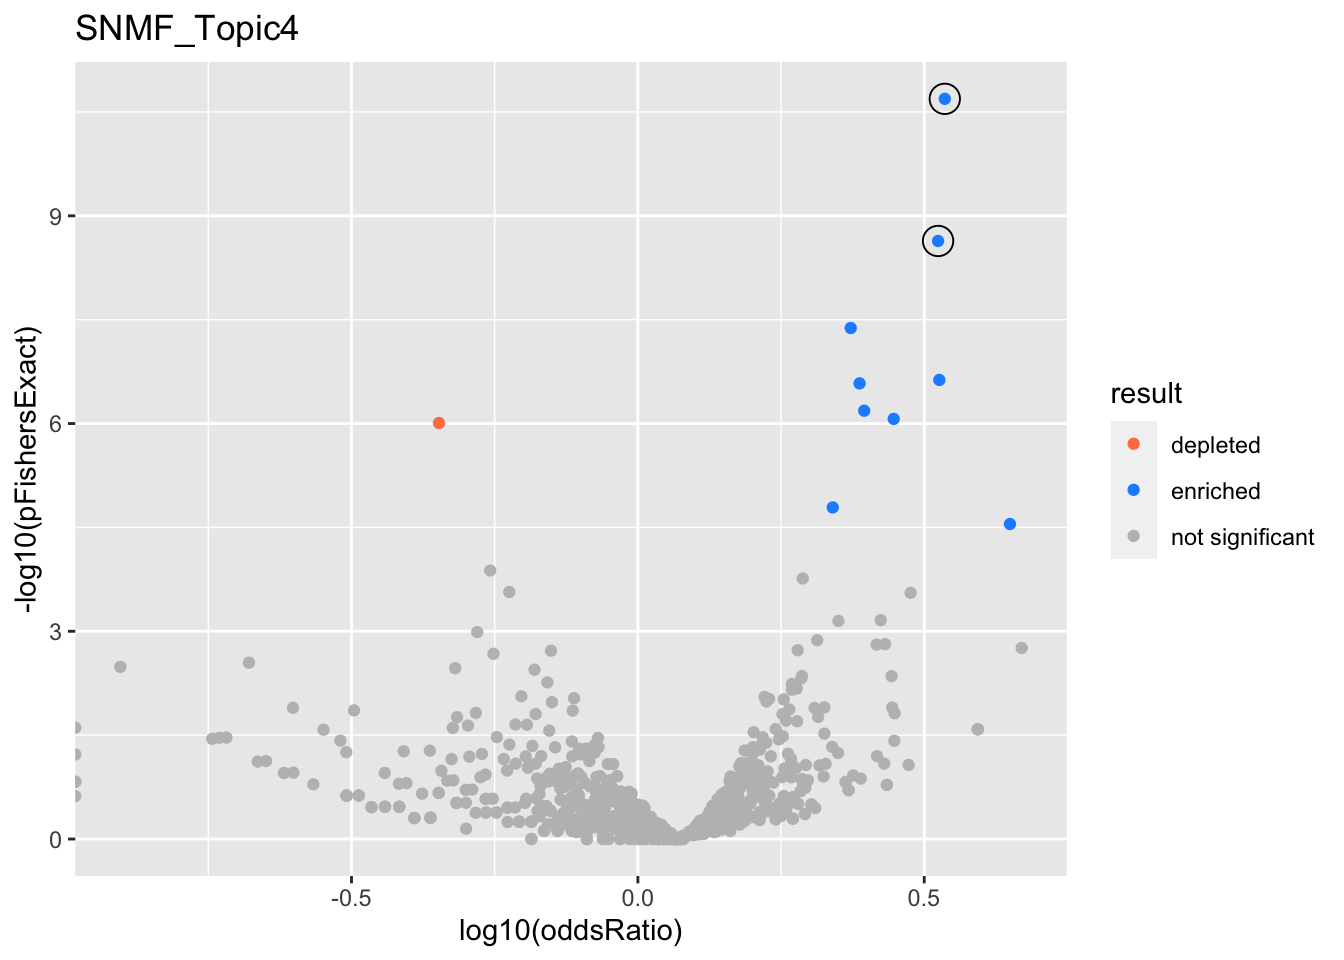 SNMF_Topic4
9
6
3
0
-log10(pFishersExact)
-0.5
0.0
0.5
log10(oddsRatio)
result
depleted
enriched
not significant